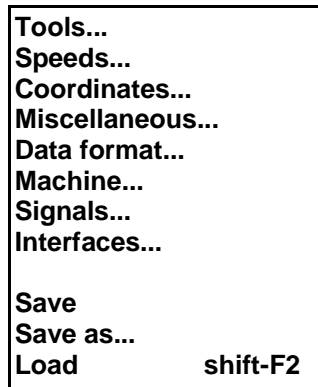 Tools...
Speeds...
Coordinates...
Miscellaneous...
Data format...
Machine...
Signals...
Interfaces...
Save
Save as...
Load shift-F2